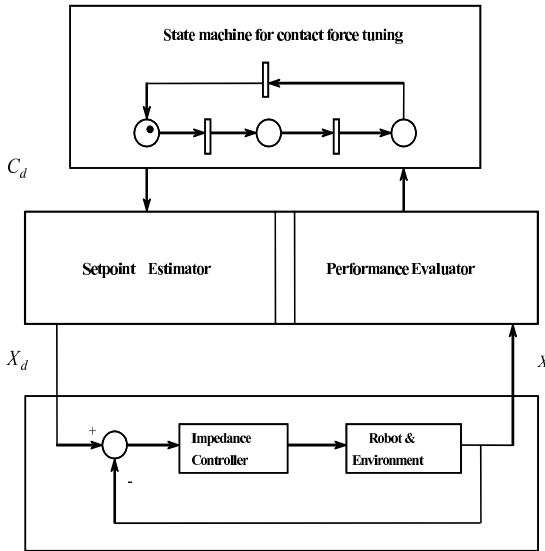 State machine for contact force tuning
C_d
Setpoint Estimator
Performance Evaluator
X_d
X
+
-
Impedance
Controller
Robot &
Environment